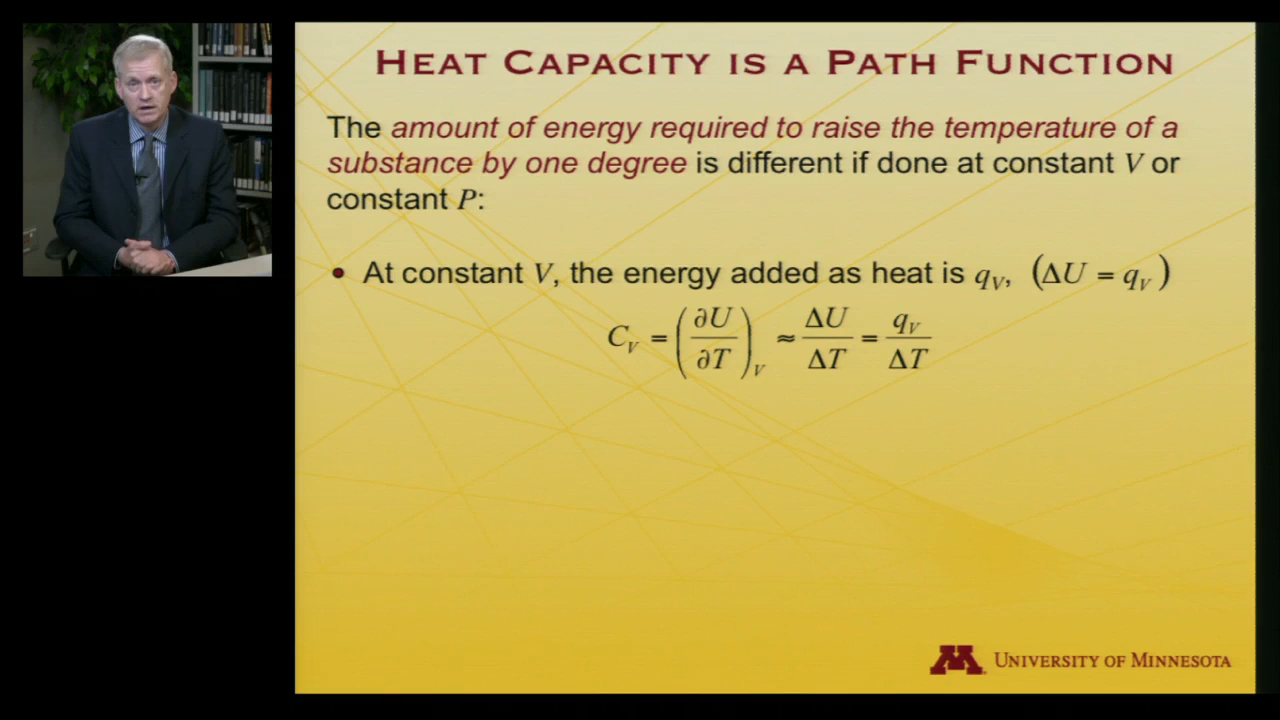 HEAT CAPACITY IS A PATH FUNCTION
The amount of energy required to raise the temperature of a
substance by one degree is different if done at constant V or
constant P:
• At constant V, the energy added as heat is q_V, (ΔU = q_V)
C_V = (∂U/∂T)_V ≈ ΔU/ΔT = q_V/ΔT
M UNIVERSITY OF MINNESOTA